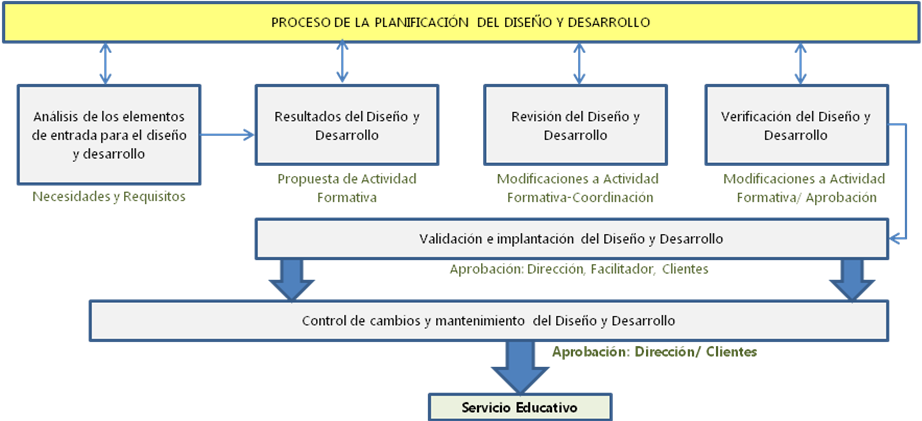 PROCESO DE LA PLANIFICACIÓN DEL DISEÑO Y DESARROLLO
Análisis de los elementos
de entrada para el diseño
y desarrollo
Necesidades y Requisitos
Resultados del Diseño y
Desarrollo
Propuesta de Actividad
Formativa
Revisión del Diseño y
Desarrollo
Modificaciones a Actividad
Formativa-Coordinación
Verificación del Diseño y
Desarrollo
Modificaciones a Actividad
Formativa/ Aprobación
Validación e implantación del Diseño y Desarrollo
Aprobación: Dirección, Facilitador, Clientes
Control de cambios y mantenimiento del Diseño y Desarrollo
Aprobación: Dirección/ Clientes
Servicio Educativo